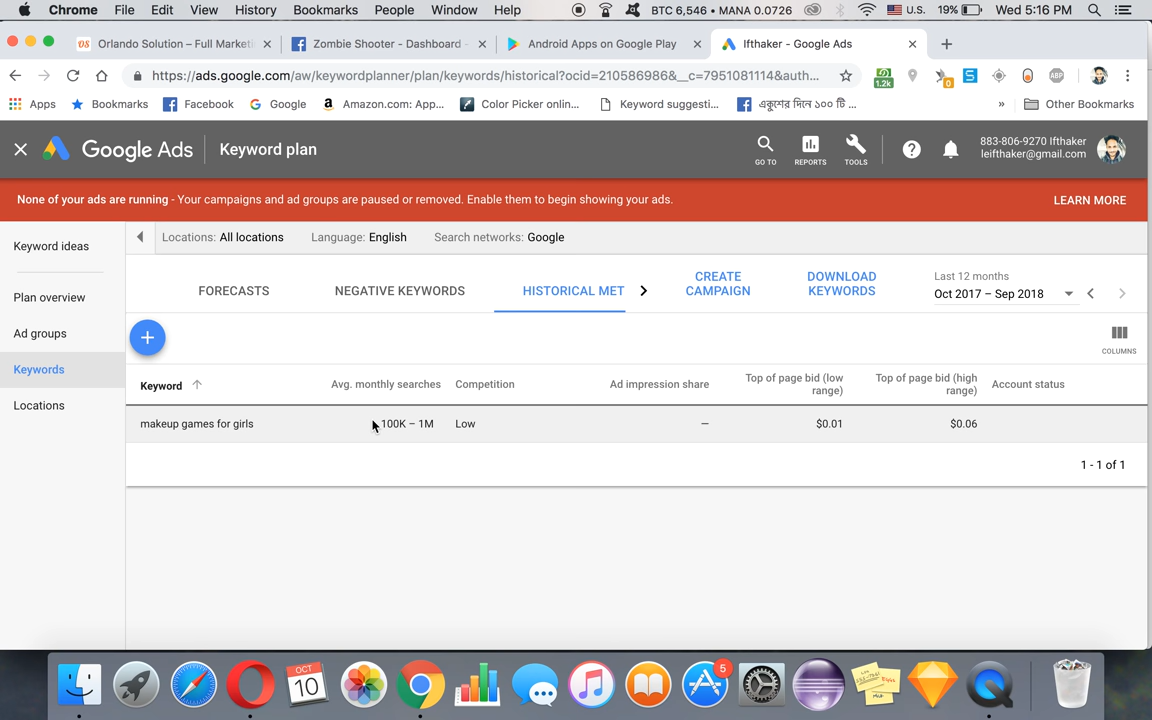 Chrome File Edit View History Bookmarks People Window Help BTC 6,546 • MANA 0.0726 U.S. 19% Wed 5:16 PM
Orlando Solution – Full Marketi Zombie Shooter - Dashboard - Android Apps on Google Play Ifthaker - Google Ads
https://ads.google.com/aw/keywordplanner/plan/keywords/historical?ocid=210586986&__c=7951081114&auth... 1.2k 0 S ABP
Apps Bookmarks Facebook Google Amazon.com: App... Color Picker onlin... Keyword suggesti... একুশের দিনে ১০০ টি ... » Other Bookmarks
Google Ads Keyword plan GO TO REPORTS TOOLS 883-806-9270 Ifthaker
leifthaker@gmail.com
None of your ads are running - Your campaigns and ad groups are paused or removed. Enable them to begin showing your ads. LEARN MORE
Keyword ideas
Plan overview
Ad groups
Keywords
Locations
Locations: All locations Language: English Search networks: Google
FORECASTS NEGATIVE KEYWORDS HISTORICAL MET CREATE CAMPAIGN DOWNLOAD KEYWORDS Last 12 months
Oct 2017 – Sep 2018
COLUMNS
Keyword Avg. monthly searches Competition Ad impression share Top of page bid (low range) Top of page bid (high range) Account status
makeup games for girls 100K – 1M Low – $0.01 $0.06
1 - 1 of 1
OCT
10
5